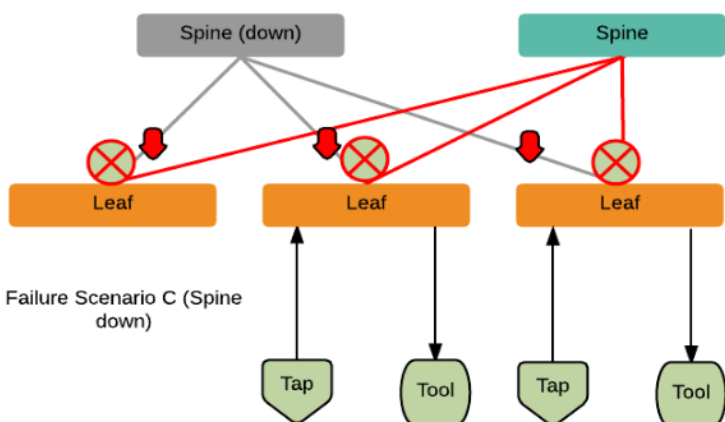 Spine (down)
Spine
Leaf
Leaf
Leaf
Failure Scenario C (Spine
down)
Tap
Tool
Tap
Tool